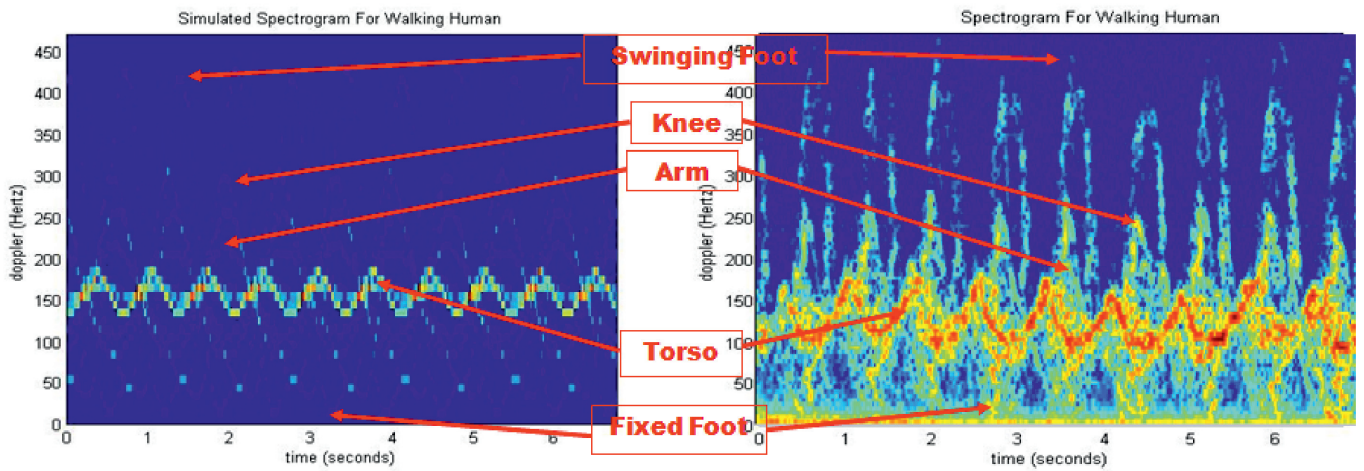 Simulated Spectrogram For Walking Human
Spectrogram For Walking Human
Swinging Foot
Knee
Arm
Torso
Fixed Foot
doppler (Hertz)
450
400
350
300
250
200
150
100
50
0
0 1 2 3 4 5 6
time (seconds)
doppler (Hertz)
450
400
350
300
250
200
150
100
50
0
0 1 2 3 4 5 6
time (seconds)